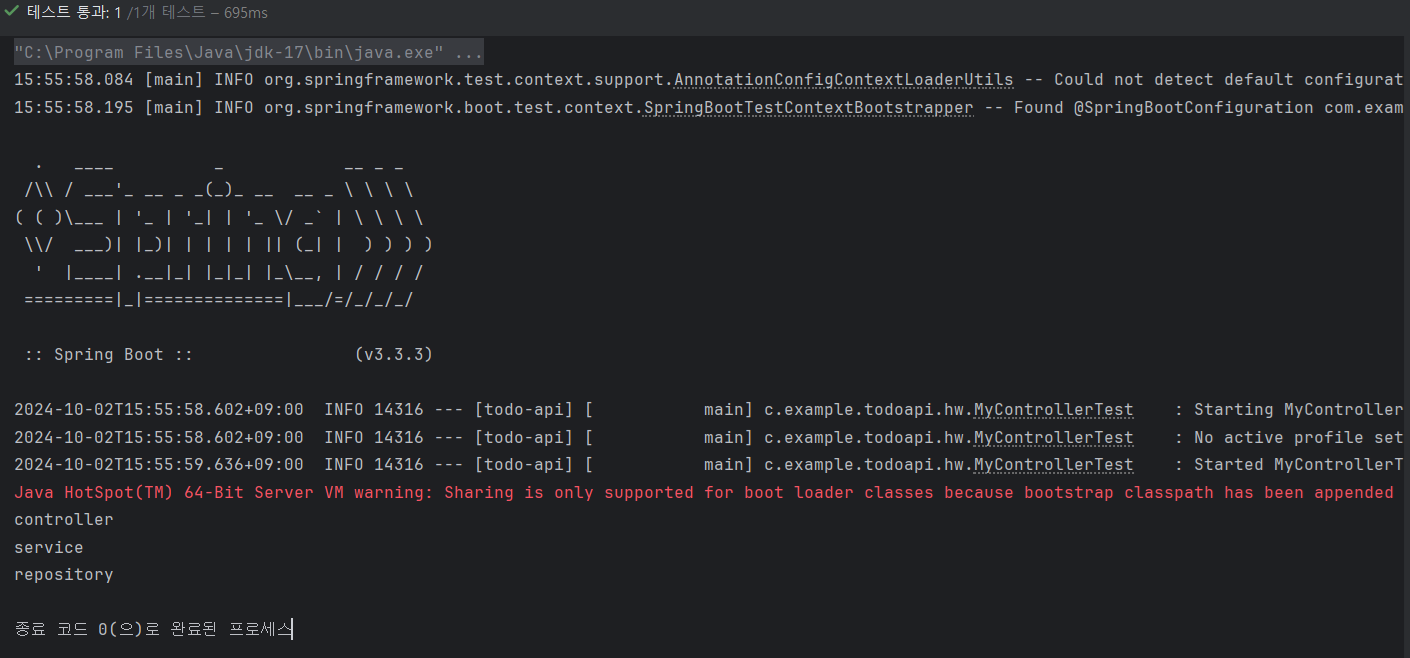 테스트 통과: 1 /1개 테스트 – 695ms
"C:\Program Files\Java\jdk-17\bin\java.exe" ...
15:55:58.084 [main] INFO org.springframework.test.context.support.AnnotationConfigContextLoaderUtils -- Could not detect default configurat
15:55:58.195 [main] INFO org.springframework.boot.test.context.SpringBootTestContextBootstrapper -- Found @SpringBootConfiguration com.exam
  .   ____          _            __ _ _
 /\\ / ___'_ __ _ _(_)_ __  __ _ \ \ \ \
( ( )\___ | '_ | '_| | '_ \/ _` | \ \ \ \
 \\/  ___)| |_)| | | | | || (_| |  ) ) ) )
  '  |____| .__|_| |_|_| |_\__, | / / / /
 =========|_|==============|___/=/_/_/_/
 :: Spring Boot ::                (v3.3.3)
2024-10-02T15:55:58.602+09:00  INFO 14316 --- [todo-api] [           main] c.example.todoapi.hw.MyControllerTest    : Starting MyController
2024-10-02T15:55:58.602+09:00  INFO 14316 --- [todo-api] [           main] c.example.todoapi.hw.MyControllerTest    : No active profile set
2024-10-02T15:55:59.636+09:00  INFO 14316 --- [todo-api] [           main] c.example.todoapi.hw.MyControllerTest    : Started MyControllerT
Java HotSpot(TM) 64-Bit Server VM warning: Sharing is only supported for boot loader classes because bootstrap classpath has been appended
controller
service
repository
종료 코드 0(으)로 완료된 프로세스